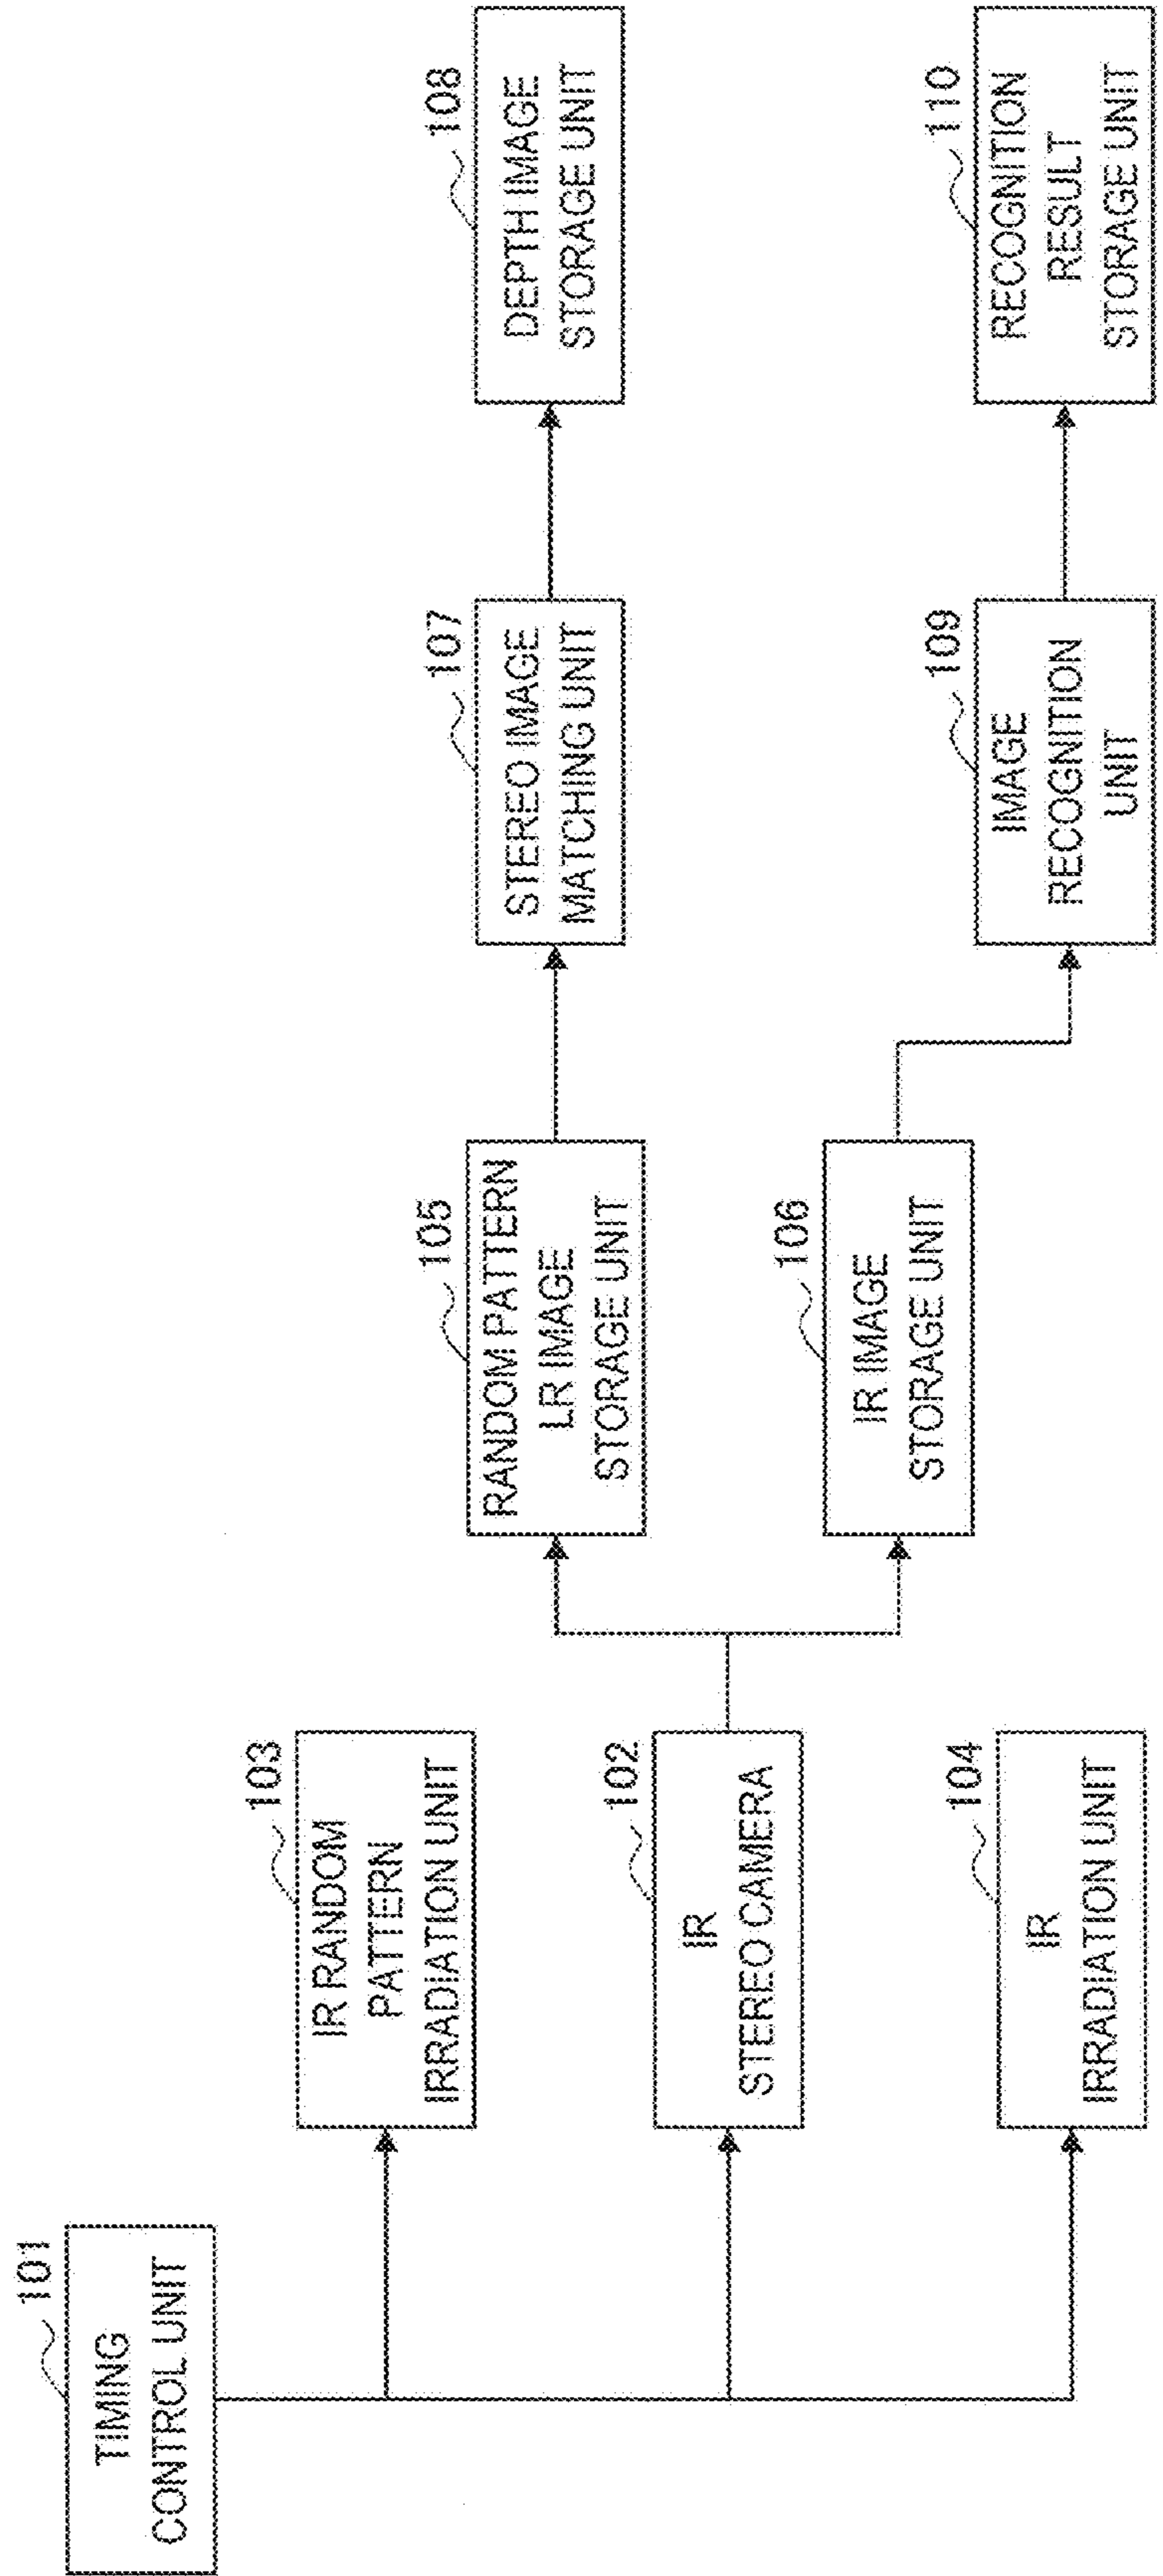 101
TIMING
CONTROL UNIT
103
IR RANDOM
PATTERN
IRRADIATION UNIT
102
IR
STEREO CAMERA
104
IR
IRRADIATION UNIT
105
RANDOM PATTERN
LR IMAGE
STORAGE UNIT
106
IR IMAGE
STORAGE UNIT
107
STEREO IMAGE
MATCHING UNIT
108
DEPTH IMAGE
STORAGE UNIT
109
IMAGE
RECOGNITION
UNIT
110
RECOGNITION
RESULT
STORAGE UNIT